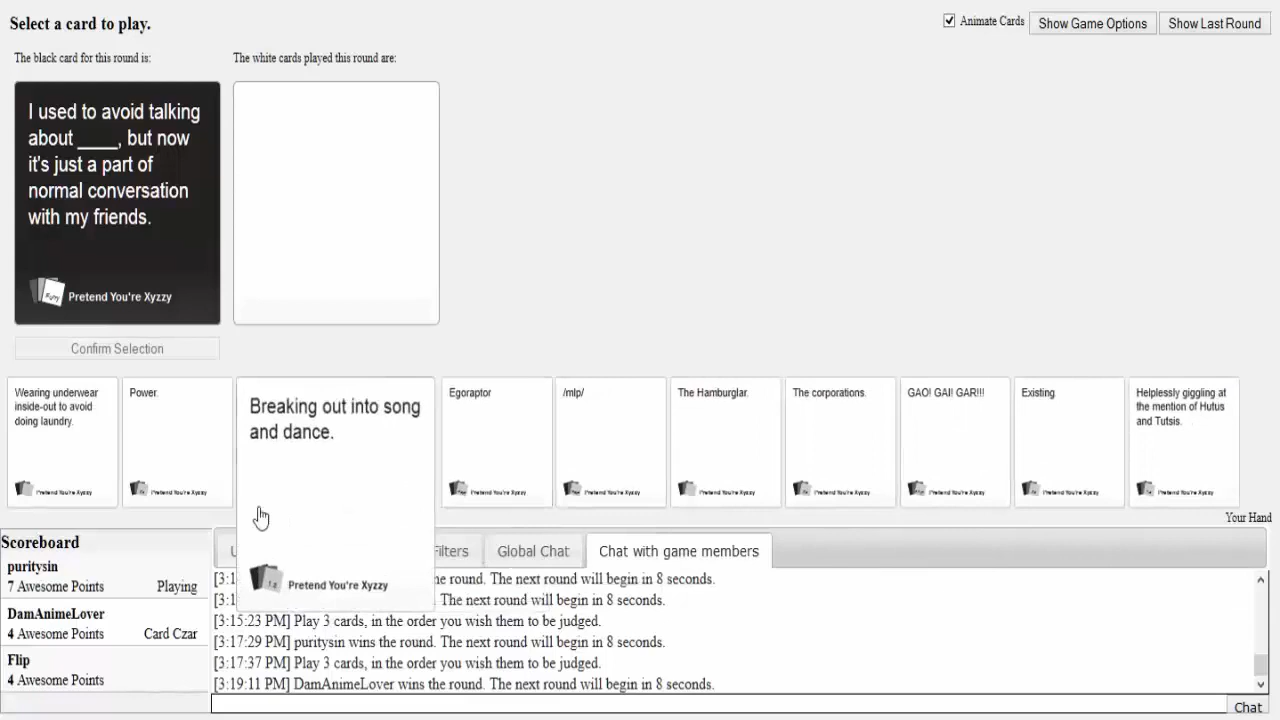 Select a card to play.
Animate Cards
Show Game Options
Show Last Round
The black card for this round is:
The white cards played this round are:
I used to avoid talking
about ____, but now
it's just a part of
normal conversation
with my friends.
Pretend You're Xyzzy
Confirm Selection
Wearing underwear
inside-out to avoid
doing laundry.
Pretend You're Xyzzy
Power.
Pretend You're Xyzzy
Breaking out into song
and dance.
Pretend You're Xyzzy
Egoraptor
Pretend You're Xyzzy
/mlp/
Pretend You're Xyzzy
The Hamburglar.
Pretend You're Xyzzy
The corporations.
Pretend You're Xyzzy
GAO! GAI! GAR!!!
Pretend You're Xyzzy
Existing.
Pretend You're Xyzzy
Helplessly giggling at
the mention of Hutus
and Tutsis.
Pretend You're Xyzzy
Your Hand
Scoreboard
puritysin
7 Awesome Points Playing
DamAnimeLover
4 Awesome Points Card Czar
Flip
4 Awesome Points
U
Filters
Global Chat
Chat with game members
[3:1 he round. The next round will begin in 8 seconds.
[3:1 The next round will begin in 8 seconds.
[3:15:23 PM] Play 3 cards, in the order you wish them to be judged.
[3:17:29 PM] puritysin wins the round. The next round will begin in 8 seconds.
[3:17:37 PM] Play 3 cards, in the order you wish them to be judged.
[3:19:11 PM] DamAnimeLover wins the round. The next round will begin in 8 seconds.
Chat